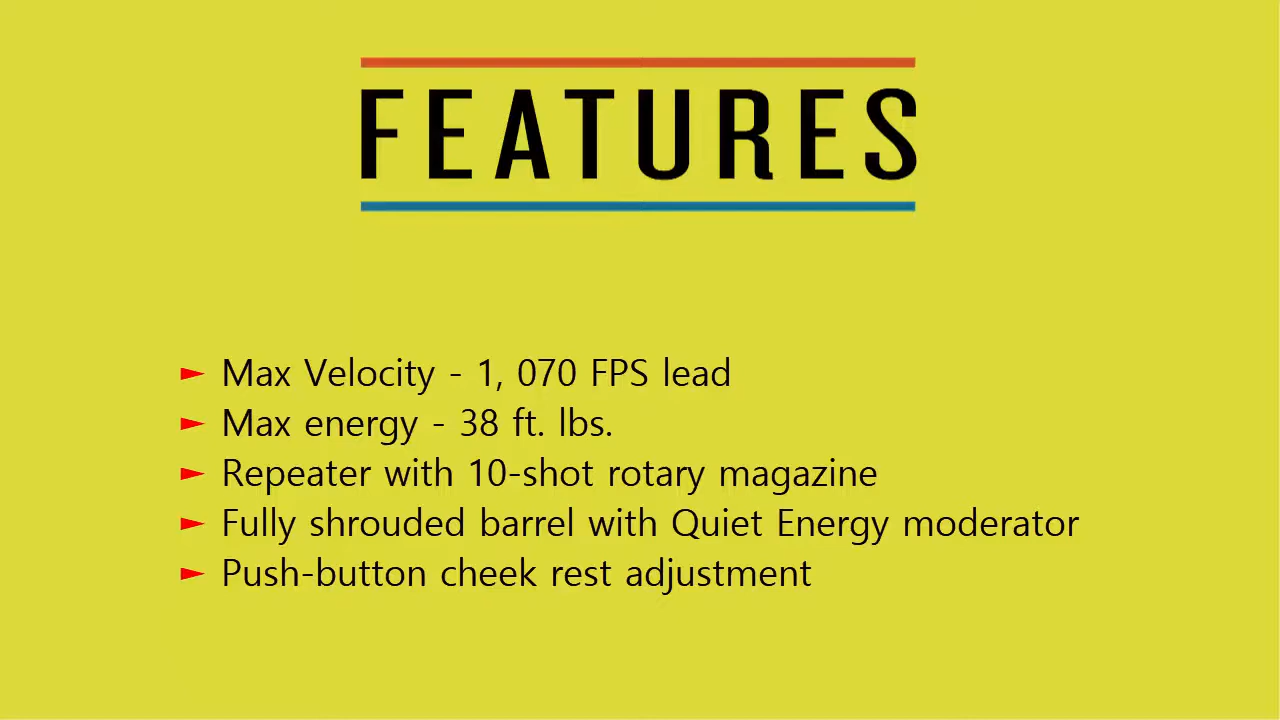 FEATURES
► Max Velocity - 1, 070 FPS lead
► Max energy - 38 ft. lbs.
► Repeater with 10-shot rotary magazine
► Fully shrouded barrel with Quiet Energy moderator
► Push-button cheek rest adjustment